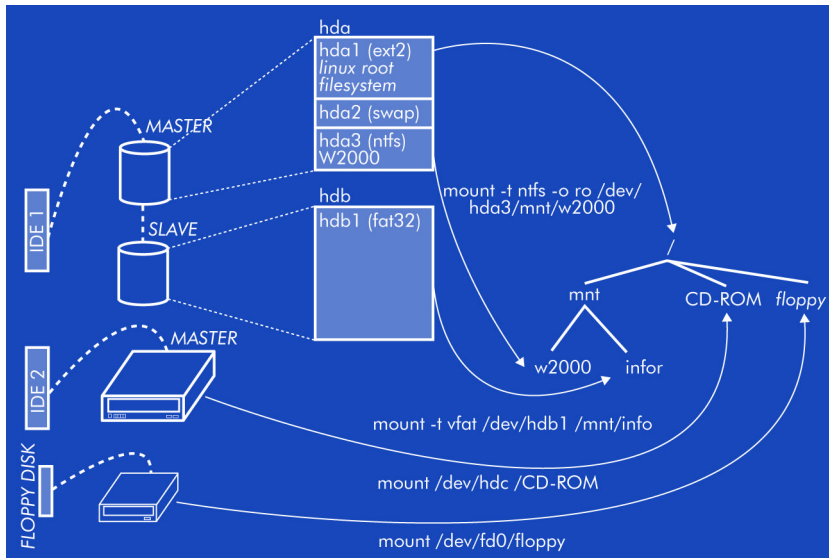 hda
hda1 (ext2)
linux root
filesystem
hda2 (swap)
hda3 (ntfs)
W2000
MASTER
IDE 1
SLAVE
hdb
hdb1 (fat32)
mount -t ntfs -o ro /dev/
hda3/mnt/w2000
/
mnt
CD-ROM
floppy
w2000
infor
MASTER
IDE 2
mount -t vfat /dev/hdb1 /mnt/info
mount /dev/hdc /CD-ROM
FLOPPY DISK
mount /dev/fd0/floppy